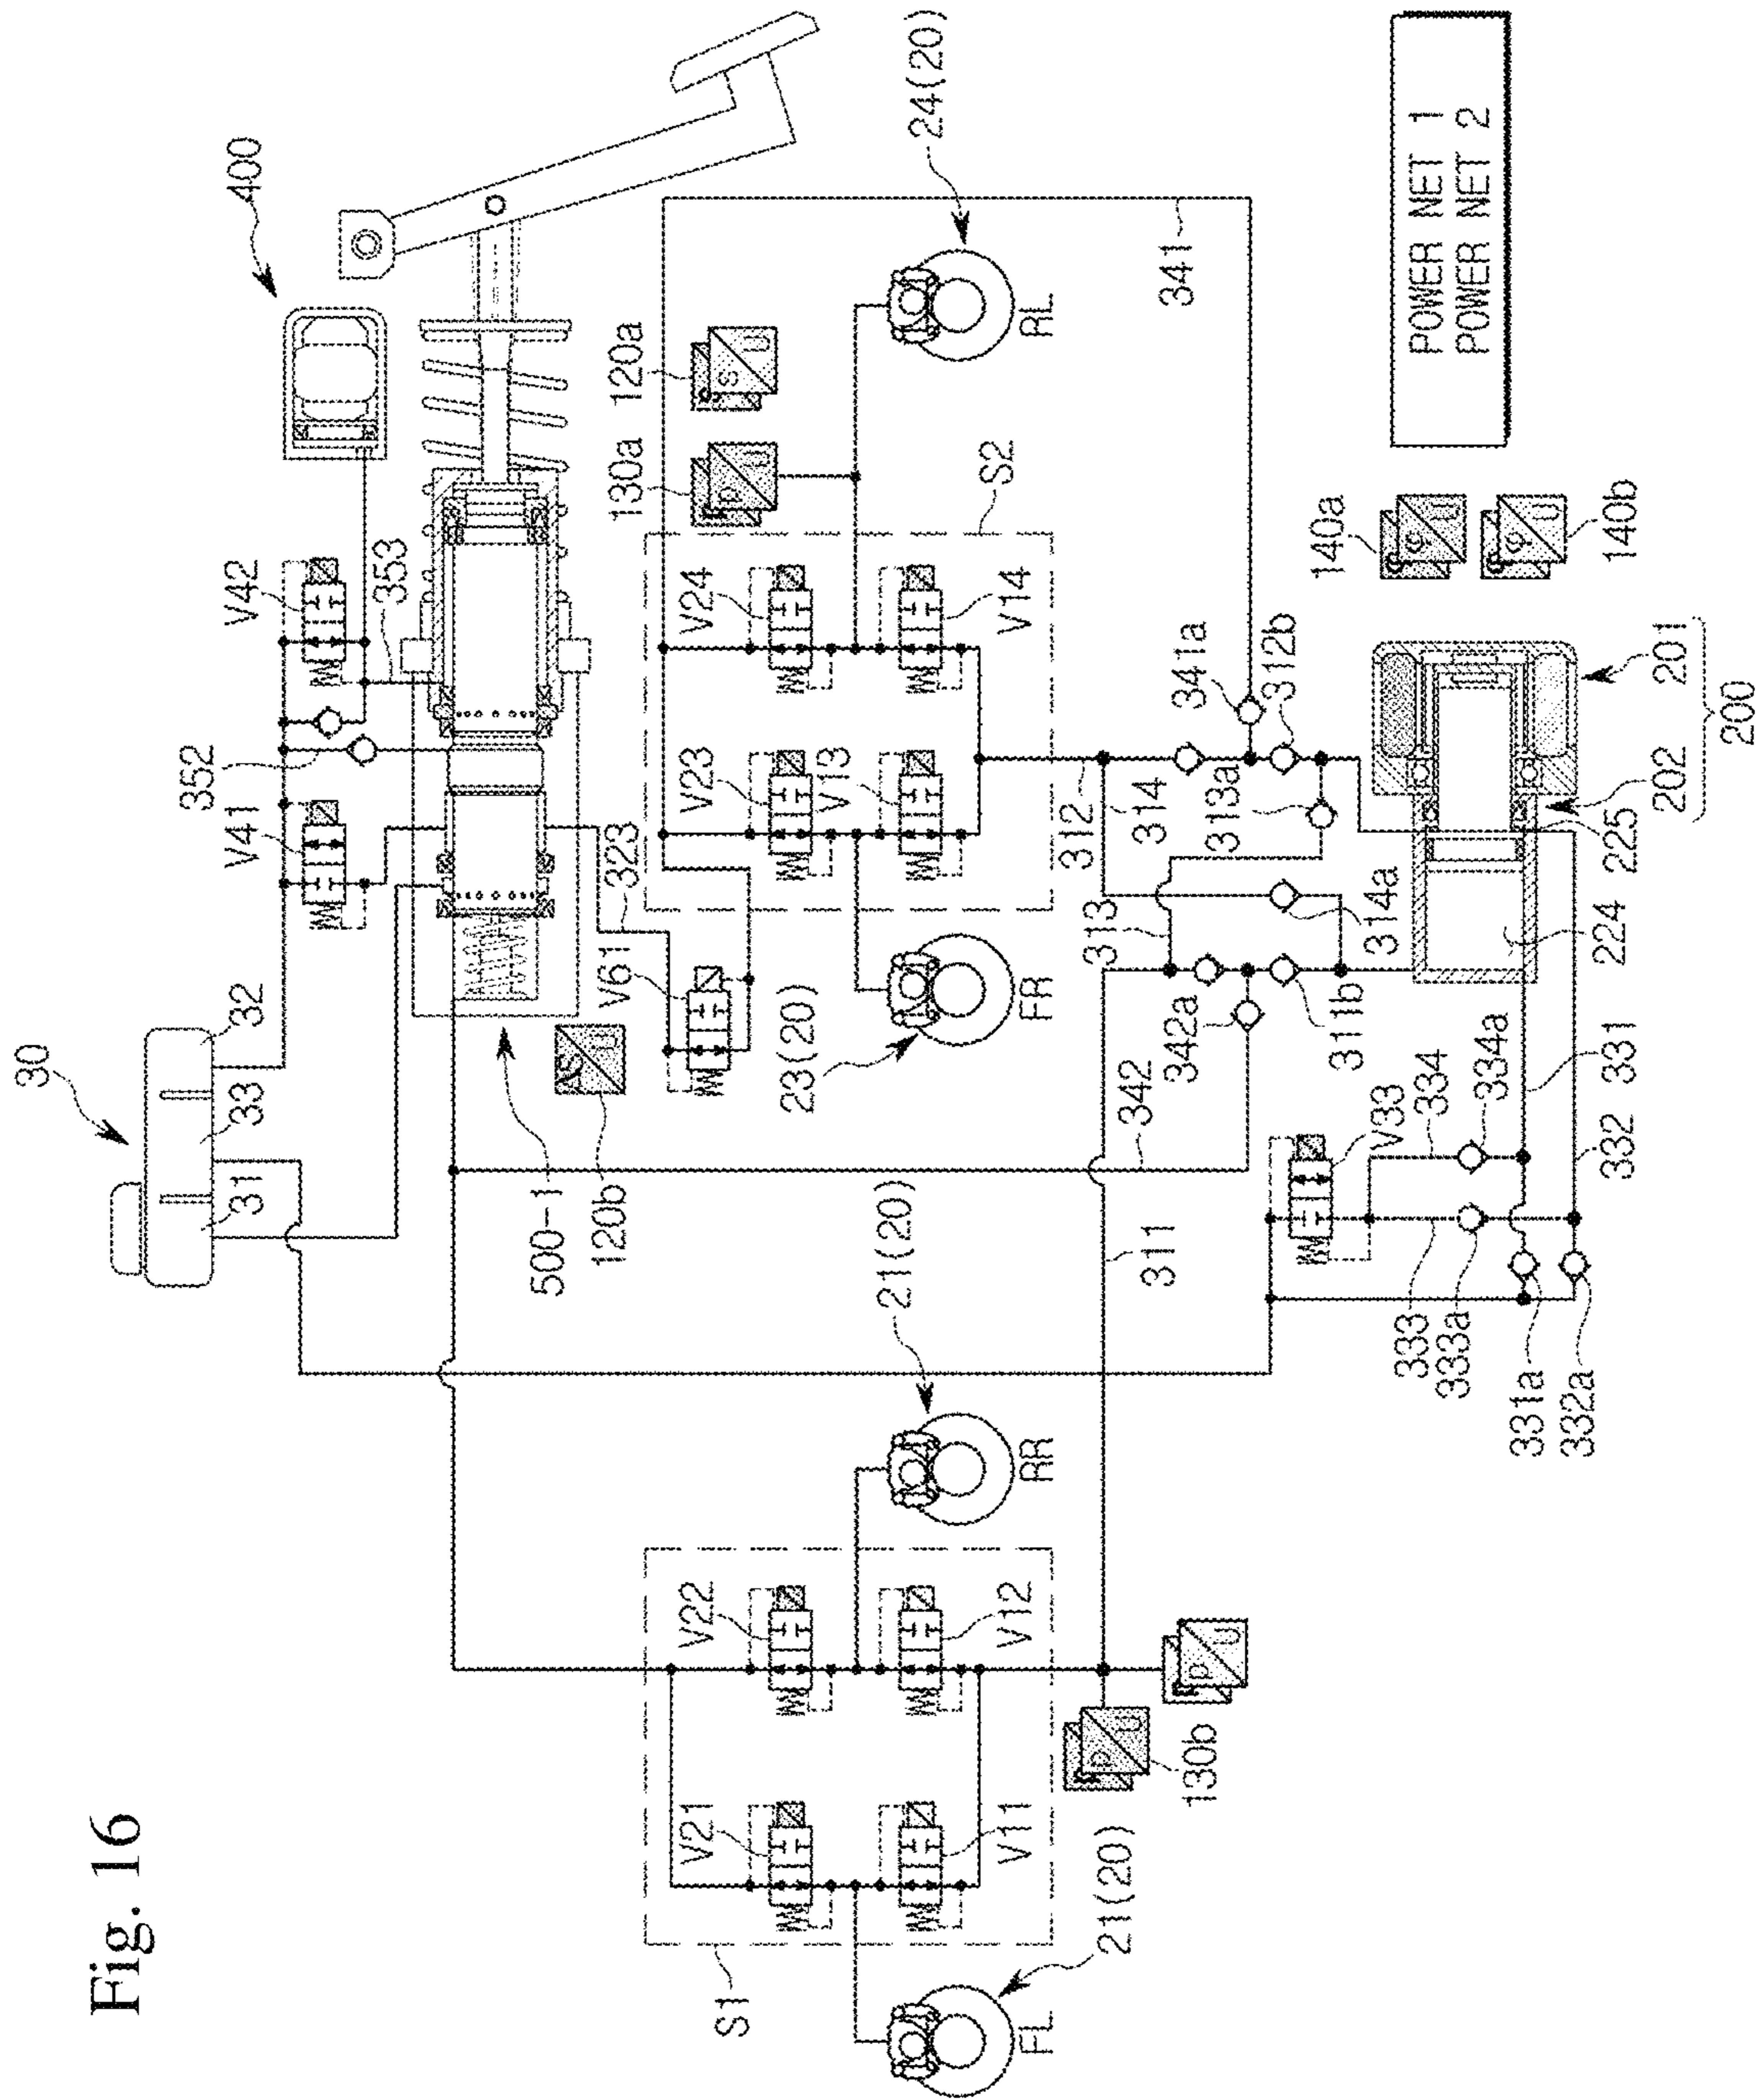 Fig. 16
30
31
33
32
400
V42
353
352
V41
500-1
120b
AS
U
V61
323
120a
S
U
130a
P
U
S2
V24
V14
V23
V13
24(20)
RL
23(20)
FR
341
341a
312b
312
314
313a
313
314a
342a
311b
342
311
21(20)
RR
V22
V12
V21
V11
S1
21(20)
FL
130b
P
U
P
U
V33
334
334a
333
333a
331a
332a
331
332
224
225
202
201
200
140a
U
140b
U
POWER NET 1
POWER NET 2